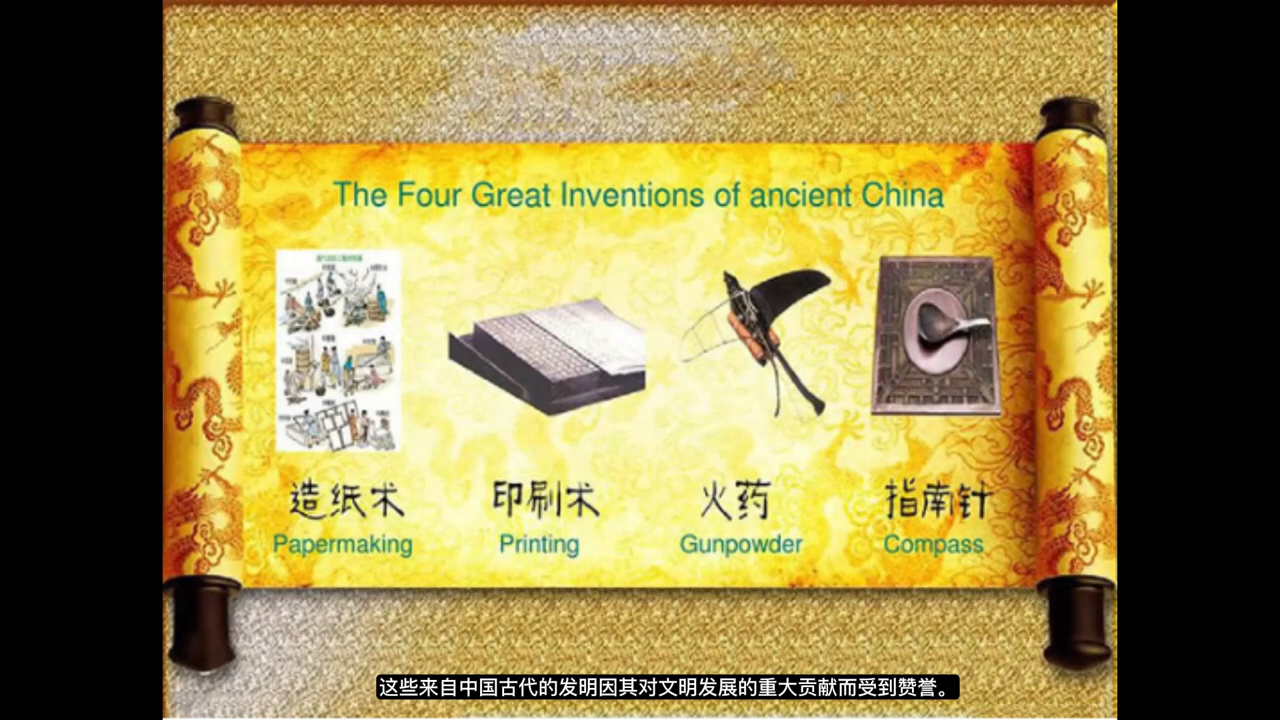 The Four Great Inventions of ancient China
造纸术 印刷术 火药 指南针
Papermaking Printing Gunpowder Compass
这些来自中国古代的发明因其对文明发展的重大贡献而受到赞誉。